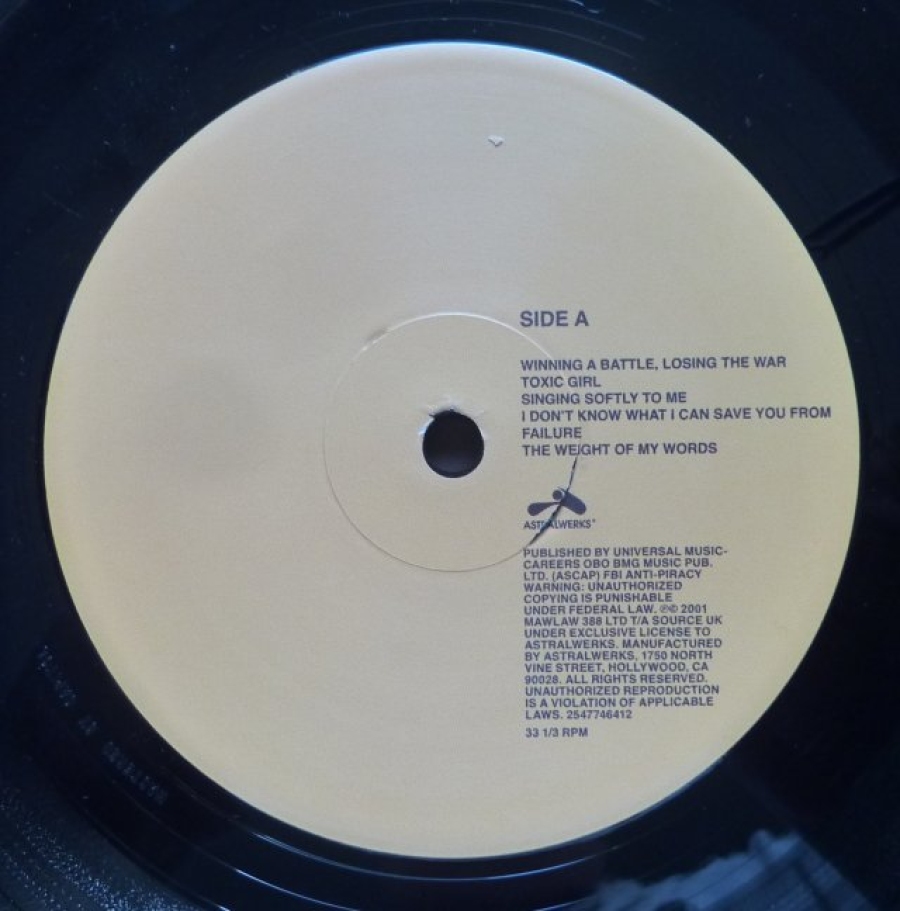 SIDE A
WINNING A BATTLE, LOSING THE WAR
TOXIC GIRL
SINGING SOFTLY TO ME
I DON'T KNOW WHAT I CAN SAVE YOU FROM
FAILURE
THE WEIGHT OF MY WORDS
ASTRALWERKS
PUBLISHED BY UNIVERSAL MUSIC-
CAREERS OBO BMG MUSIC PUB.
LTD. (ASCAP) FBI ANTI-PIRACY
WARNING: UNAUTHORIZED
COPYING IS PUNISHABLE
UNDER FEDERAL LAW. ℗© 2001
MAWLAW 388 LTD T/A SOURCE UK
UNDER EXCLUSIVE LICENSE TO
ASTRALWERKS. MANUFACTURED
BY ASTRALWERKS, 1750 NORTH
VINE STREET, HOLLYWOOD, CA
90028. ALL RIGHTS RESERVED.
UNAUTHORIZED REPRODUCTION
IS A VIOLATION OF APPLICABLE
LAWS. 2547746412
33 1/3 RPM